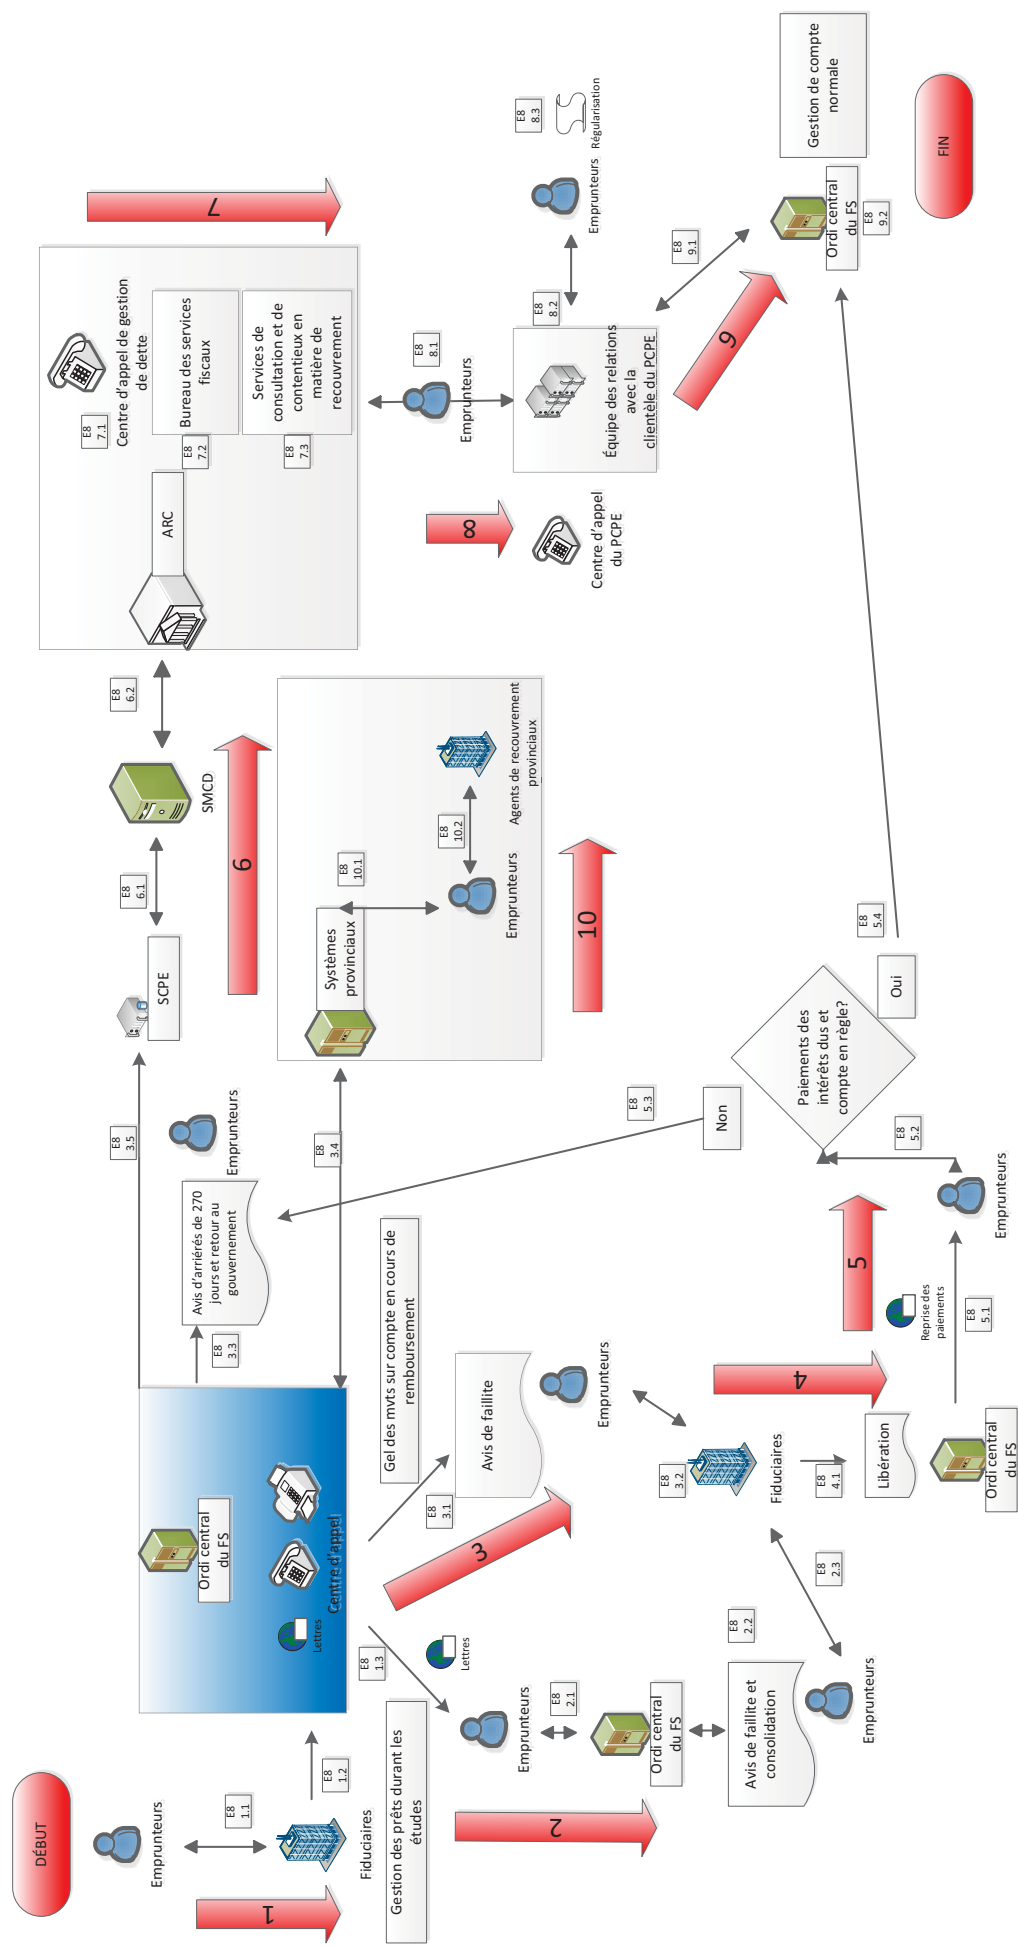 DÉBUT
Emprunteurs
E8
1.1
1
Fiduciaires
E8
1.2
Gestion des prêts durant les
études
Ordi central
du FS
Lettres
Centre d'appel
E8
1.3
Lettres
Emprunteurs
E8
2.1
2
Ordi central
du FS
Avis de faillite et
consolidation
E8
2.2
Emprunteurs
E8
2.3
3
E8
3.1
Gel des mvts sur compte en cours de
remboursement
Avis de faillite
Emprunteurs
E8
3.2
Fiduciaires
E8
3.3
Avis d'arriérés de 270
jours et retour au
gouvernement
Emprunteurs
E8
3.4
E8
3.5
4
E8
4.1
Libération
Ordi central
du FS
5
Reprise des
paiements
E8
5.1
Emprunteurs
E8
5.2
Paiements des
intérêts dus et
compte en règle?
Non
E8
5.3
Oui
E8
5.4
SCPE
E8
6.1
6
SMCD
E8
6.2
ARC
E8
7.1
Centre d'appel de gestion
de dette
E8
7.2
Bureau des services
fiscaux
E8
7.3
Services de
consultation et de
contentieux en
matière de
recouvrement
7
Emprunteurs
E8
8.1
8
Centre d'appel
du PCPE
Équipe des relations
avec la
clientèle du PCPE
E8
8.2
Emprunteurs
E8
8.3
Régularisation
9
E8
9.1
Ordi central
du FS
E8
9.2
Gestion de compte
normale
FIN
Systèmes
provinciaux
E8
10.1
Emprunteurs
E8
10.2
Agents de recouvrement
provinciaux
10